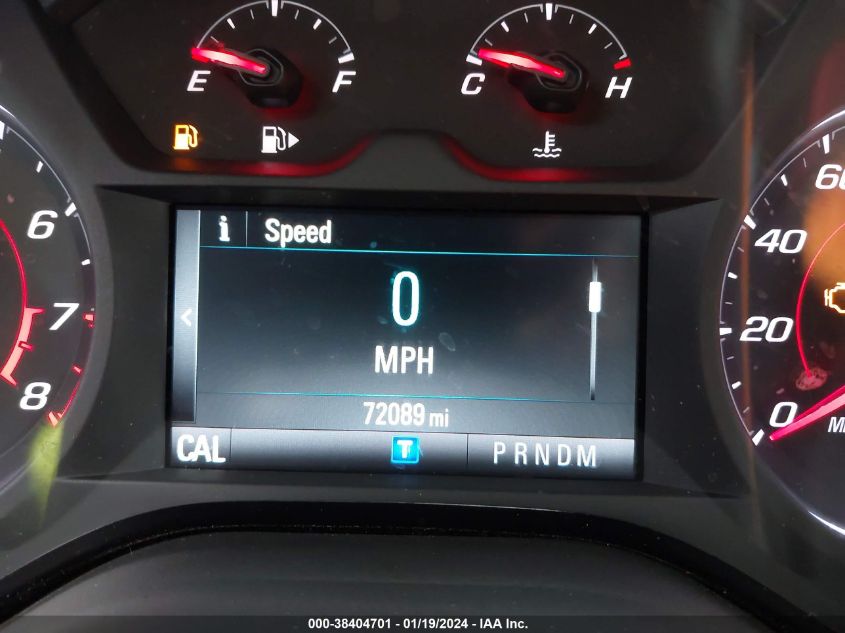 E F C H
6
7
8
i Speed
<
0
MPH
72089 mi
CAL T PRNDM
60
40
20
0
000-38404701 - 01/19/2024 - IAA Inc.